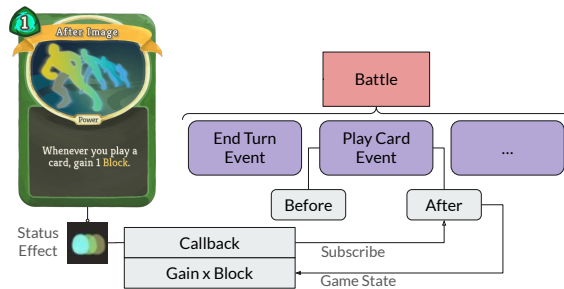 1
After Image
Power
Whenever you play a
card, gain 1 Block.
Battle
End Turn
Event
Play Card
Event
...
Before
After
Status
Effect
Callback
Subscribe
Gain x Block
Game State